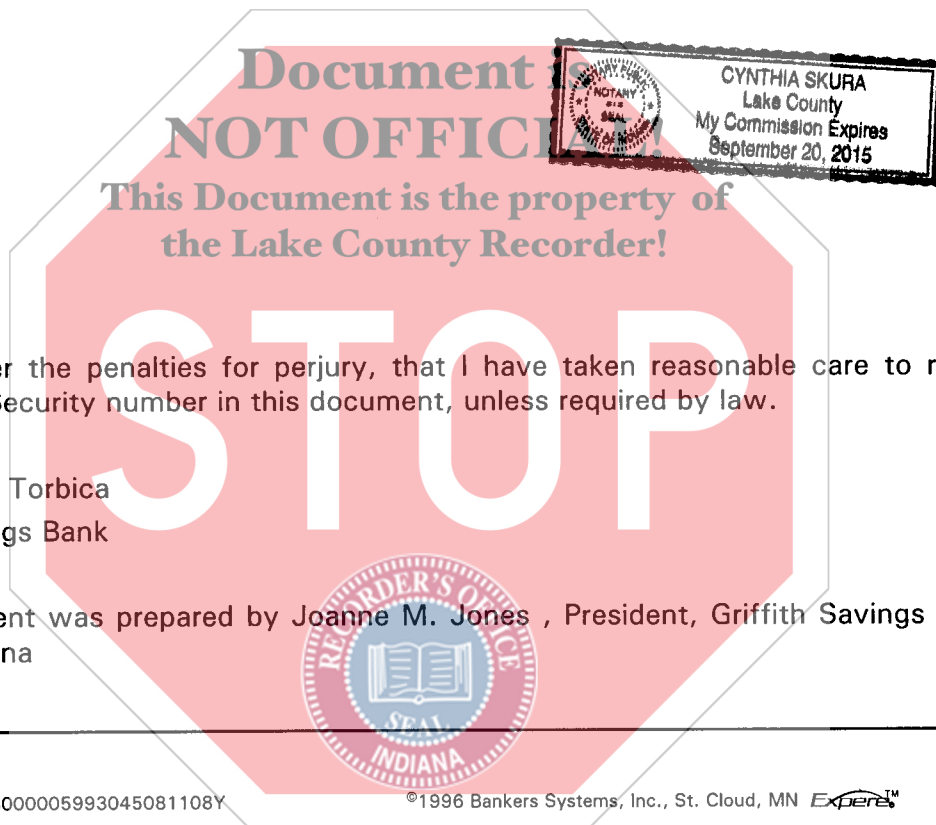 Document is
NOT OFFICIAL!
This Document is the property of
the Lake County Recorder!
NOTARY
SEAL
CYNTHIA SKURA
Lake County
My Commission Expires
September 20, 2015
STOP
er the penalties for perjury, that I have taken reasonable care to r
Security number in this document, unless required by law.
Torbica
gs Bank
ent was prepared by Joanne M. Jones , President, Griffith Savings
na
RECORDER'S OFFICE
SEAL
INDIANA
000005993045081108Y
©1996 Bankers Systems, Inc., St. Cloud, MN Expere™